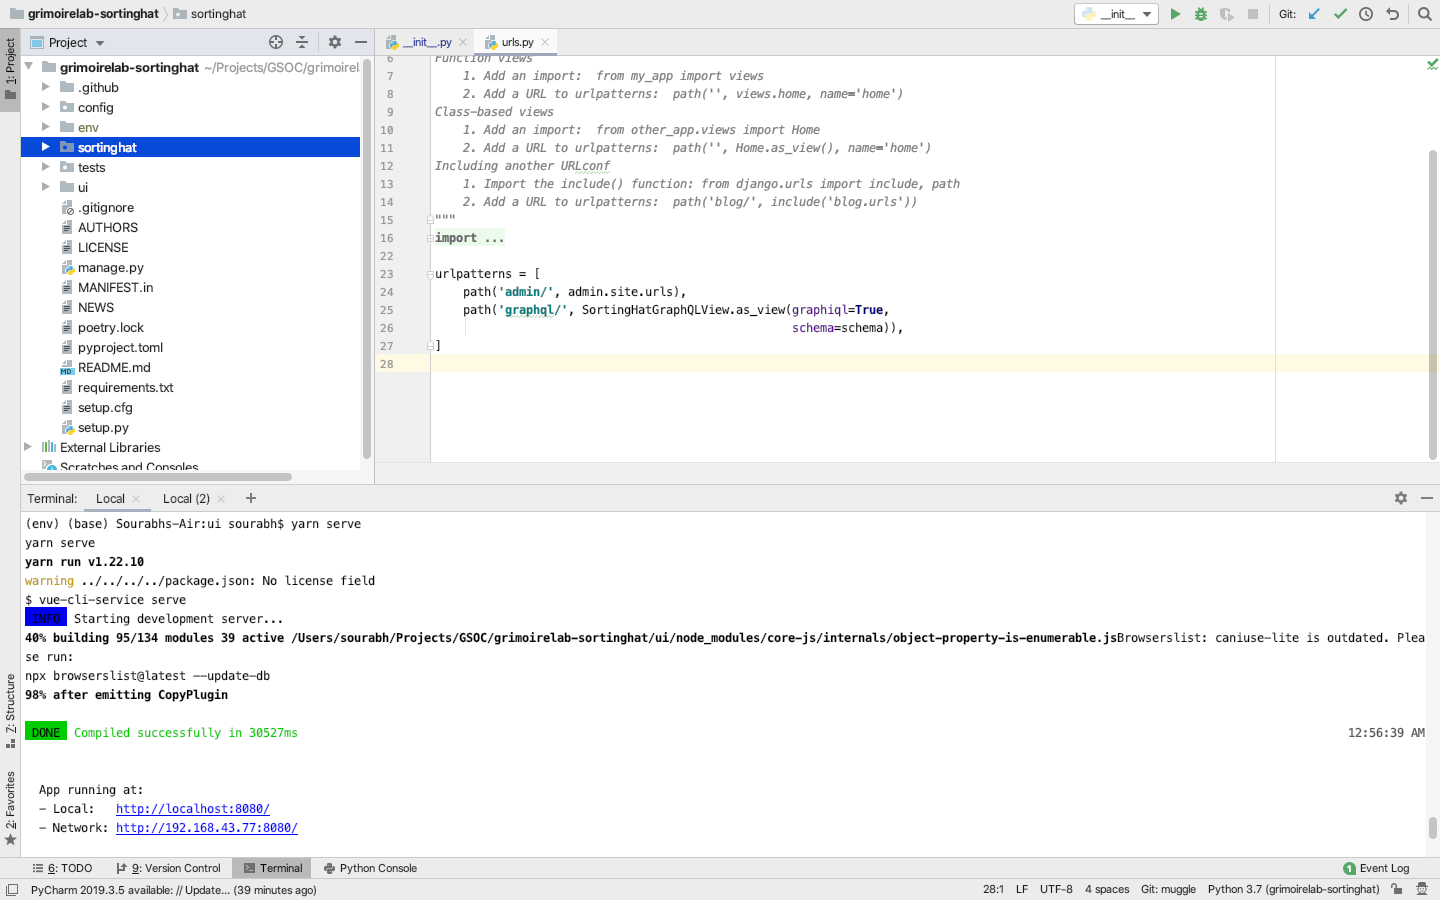 grimoirelab-sortinghat
sortinghat
__init__
Git:
1: Project
Project
__init__.py
urls.py
grimoirelab-sortinghat ~/Projects/GSOC/grimoirel
.github
config
env
sortinghat
tests
ui
.gitignore
AUTHORS
LICENSE
manage.py
MANIFEST.in
NEWS
poetry.lock
pyproject.toml
README.md
requirements.txt
setup.cfg
setup.py
External Libraries
Scratches and Consoles
6 Function views
7 1. Add an import:  from my_app import views
8 2. Add a URL to urlpatterns:  path('', views.home, name='home')
9 Class-based views
10 1. Add an import:  from other_app.views import Home
11 2. Add a URL to urlpatterns:  path('', Home.as_view(), name='home')
12 Including another URLconf
13 1. Import the include() function: from django.urls import include, path
14 2. Add a URL to urlpatterns:  path('blog/', include('blog.urls'))
15 """
16 import ...
22
23 urlpatterns = [
24 path('admin/', admin.site.urls),
25 path('graphql/', SortingHatGraphQLView.as_view(graphiql=True,
26 schema=schema)),
27 ]
28
Terminal: Local Local (2)
(env) (base) Sourabhs-Air:ui sourabh$ yarn serve
yarn serve
yarn run v1.22.10
warning ../../../../package.json: No license field
$ vue-cli-service serve
INFO Starting development server...
40% building 95/134 modules 39 active /Users/sourabh/Projects/GSOC/grimoirelab-sortinghat/ui/node_modules/core-js/internals/object-property-is-enumerable.jsBrowserslist: caniuse-lite is outdated. Plea
se run:
npx browserslist@latest --update-db
98% after emitting CopyPlugin
DONE Compiled successfully in 30527ms 12:56:39 AM
App running at:
- Local: http://localhost:8080/
- Network: http://192.168.43.77:8080/
Z: Structure
2: Favorites
6: TODO 9: Version Control Terminal Python Console 1 Event Log
PyCharm 2019.3.5 available: // Update... (39 minutes ago) 28:1 LF UTF-8 4 spaces Git: muggle Python 3.7 (grimoirelab-sortinghat)